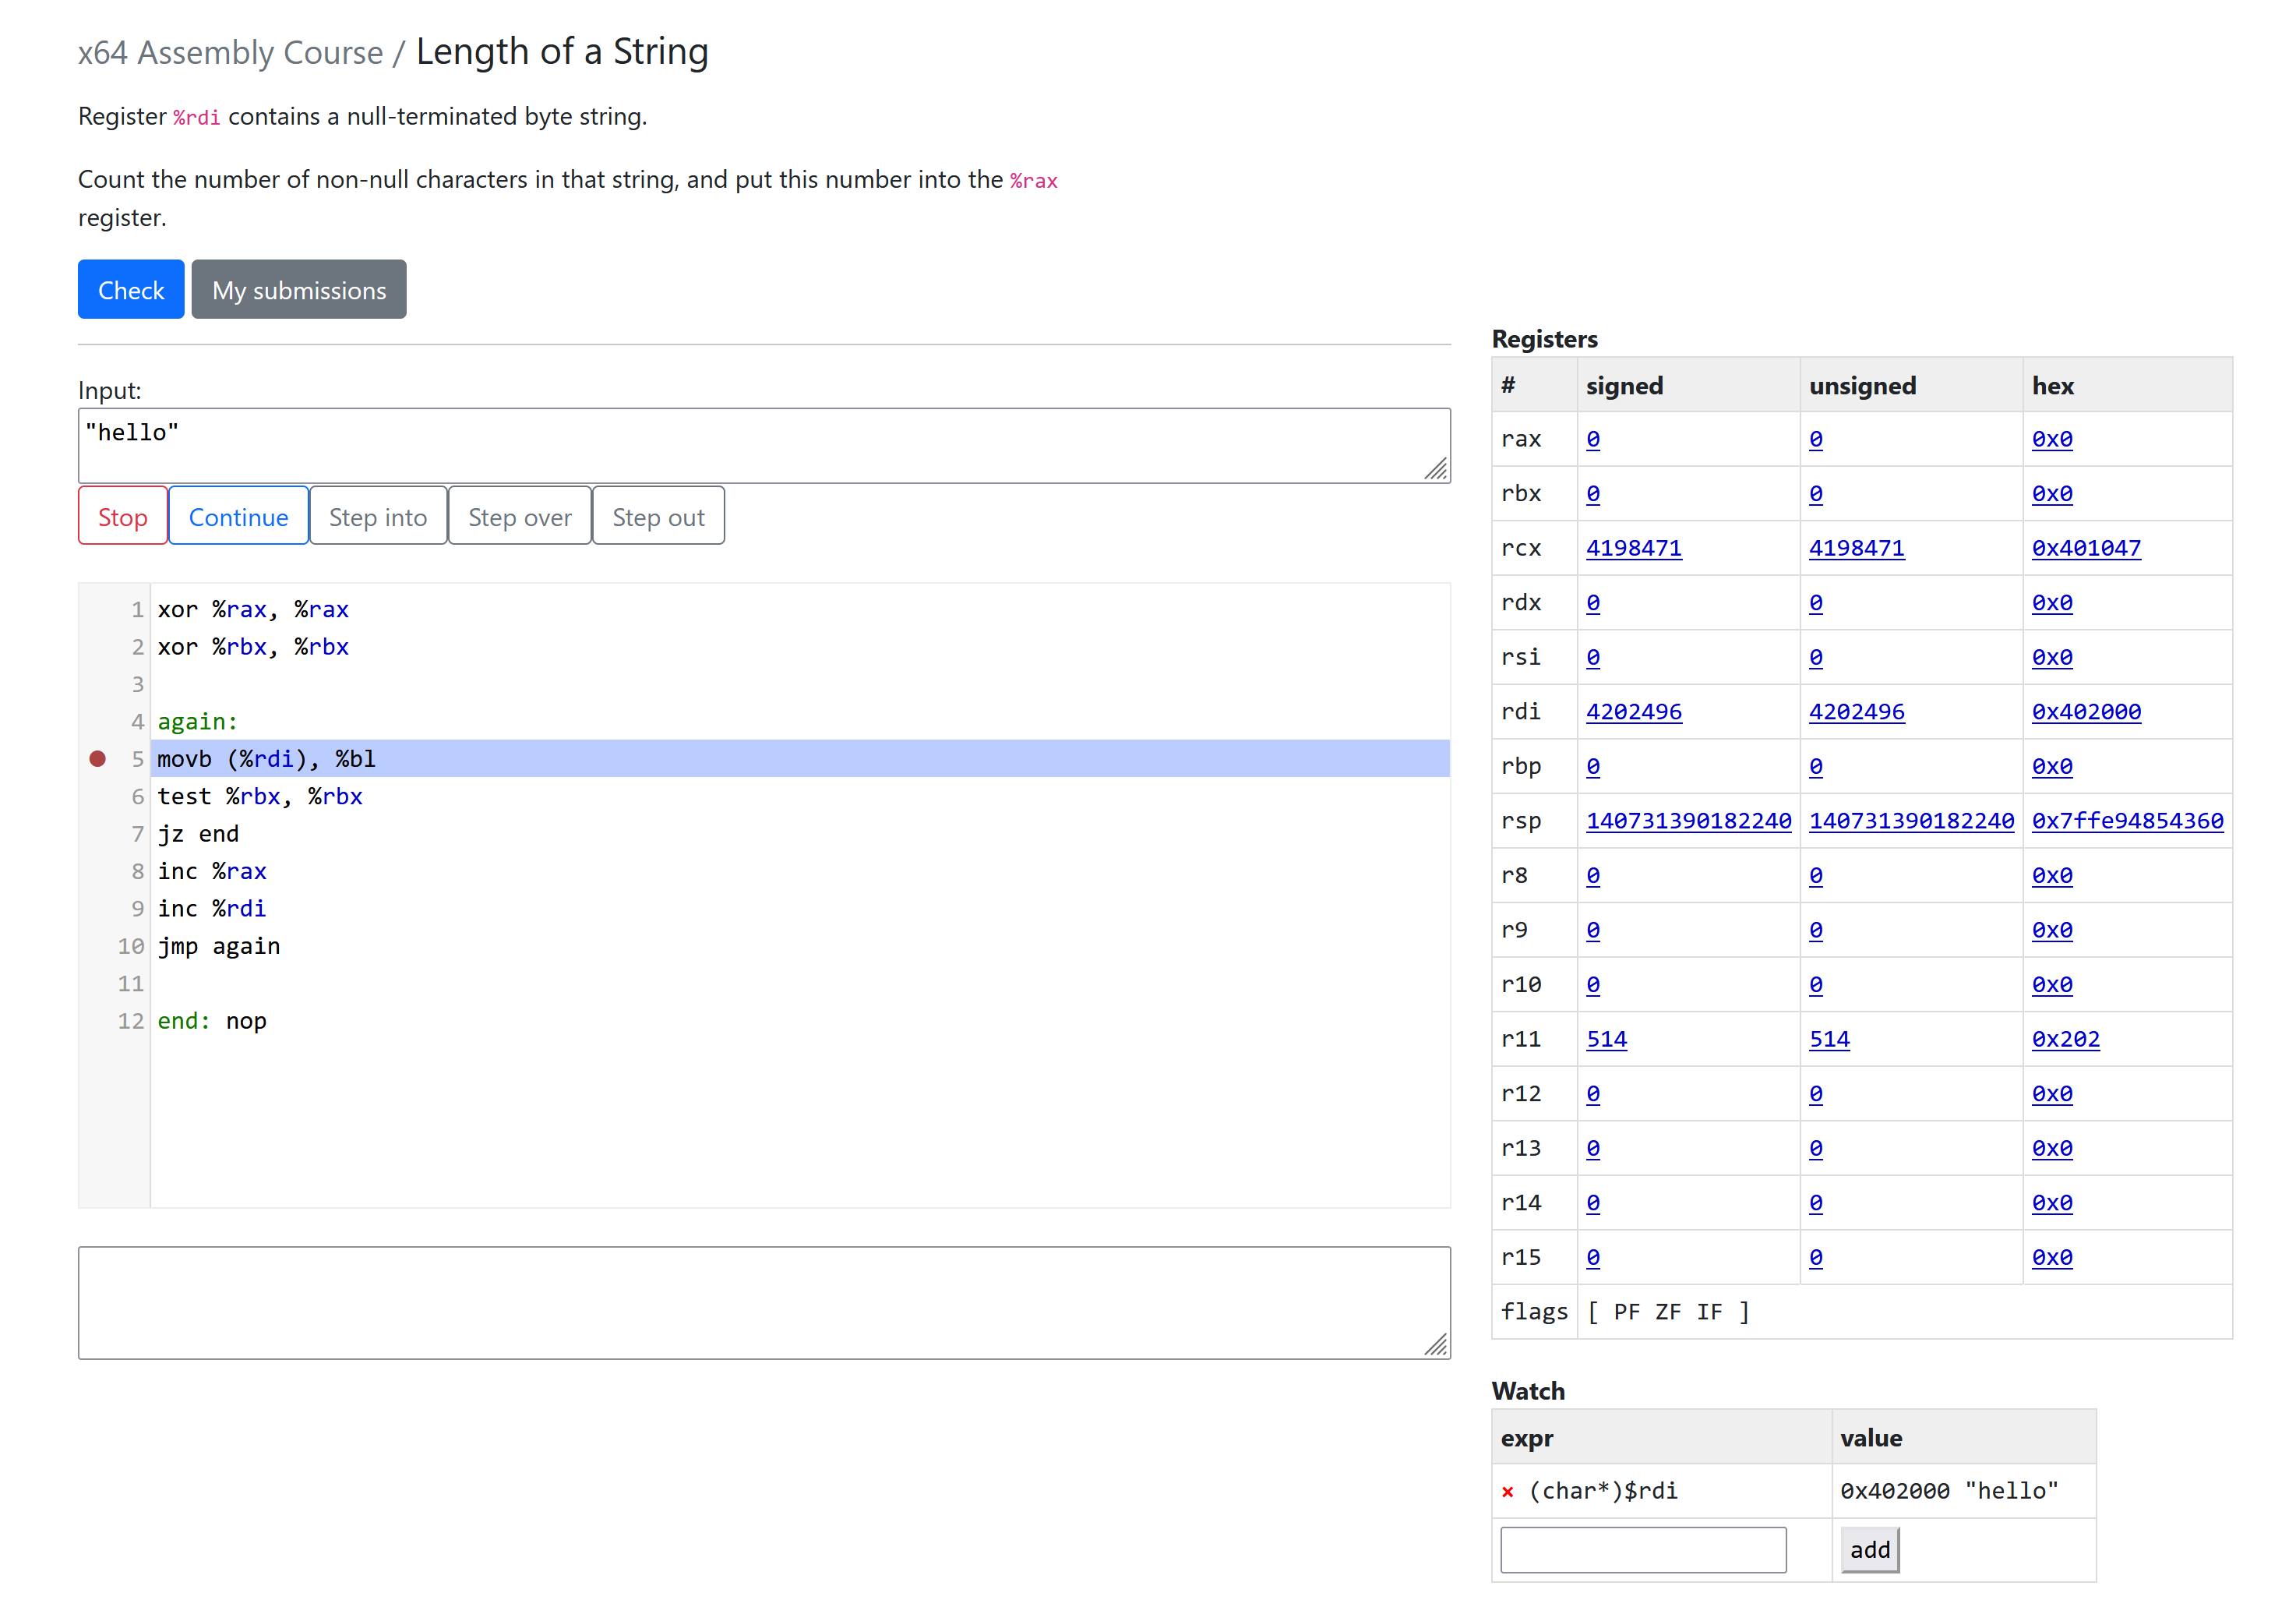 x64 Assembly Course / Length of a String
Register %rdi contains a null-terminated byte string.
Count the number of non-null characters in that string, and put this number into the %rax
register.
Check My submissions
Input:
"hello"
Stop Continue Step into Step over Step out
1 xor %rax, %rax
2 xor %rbx, %rbx
3
4 again:
5 movb (%rdi), %bl
6 test %rbx, %rbx
7 jz end
8 inc %rax
9 inc %rdi
10 jmp again
11
12 end: nop
Registers
# signed unsigned hex
rax 0 0 0x0
rbx 0 0 0x0
rcx 4198471 4198471 0x401047
rdx 0 0 0x0
rsi 0 0 0x0
rdi 4202496 4202496 0x402000
rbp 0 0 0x0
rsp 140731390182240 140731390182240 0x7ffe94854360
r8 0 0 0x0
r9 0 0 0x0
r10 0 0 0x0
r11 514 514 0x202
r12 0 0 0x0
r13 0 0 0x0
r14 0 0 0x0
r15 0 0 0x0
flags [ PF ZF IF ]
Watch
expr value
× (char*)$rdi 0x402000 "hello"
add